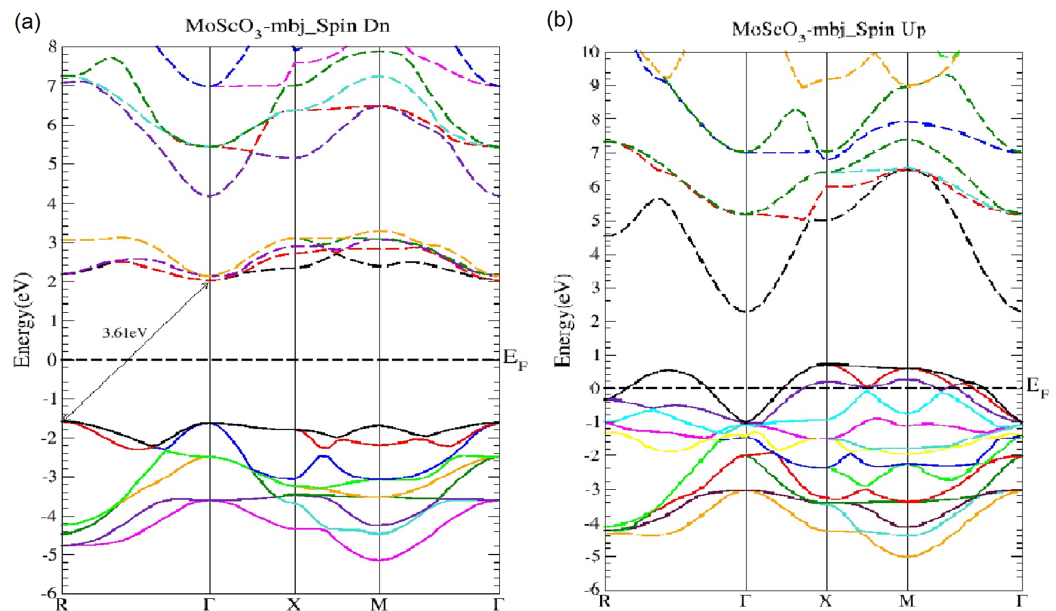 (a)
MoScO3-mbj_Spin Dn
8
7
6
5
4
3
2
1
0
-1
-2
-3
-4
-5
-6
Energy(eV)
3.61eV
EF
R Γ X M Γ
(b)
MoScO3-mbj_Spin Up
10
9
8
7
6
5
4
3
2
1
0
-1
-2
-3
-4
-5
-6
Energy(eV)
EF
R Γ X M Γ